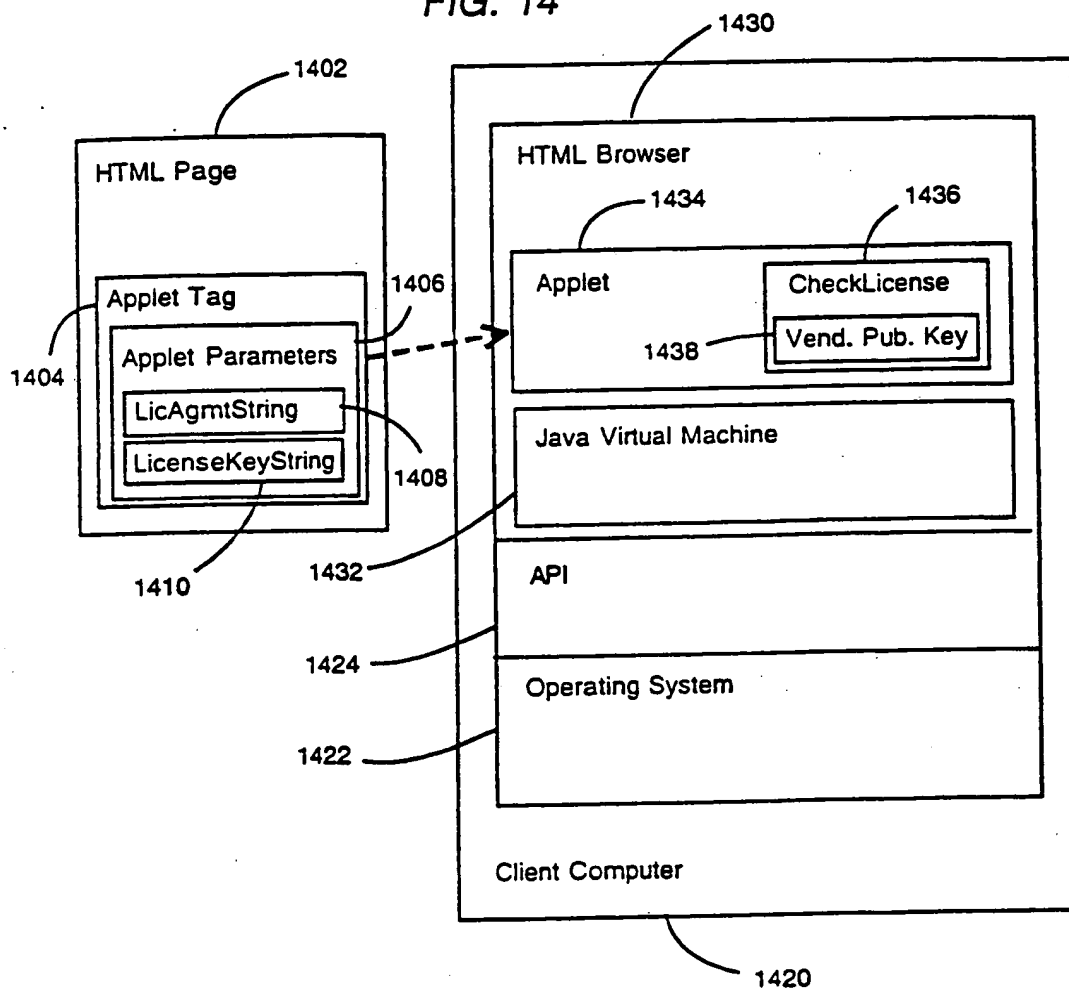 FIG. 14
1430
1402
HTML Page
HTML Browser
1434
1436
Applet Tag
1406
Applet
CheckLicense
Applet Parameters
1438
Vend. Pub. Key
1404
LicAgmtString
Java Virtual Machine
LicenseKeyString
1408
1410
1432
API
1424
Operating System
1422
Client Computer
1420